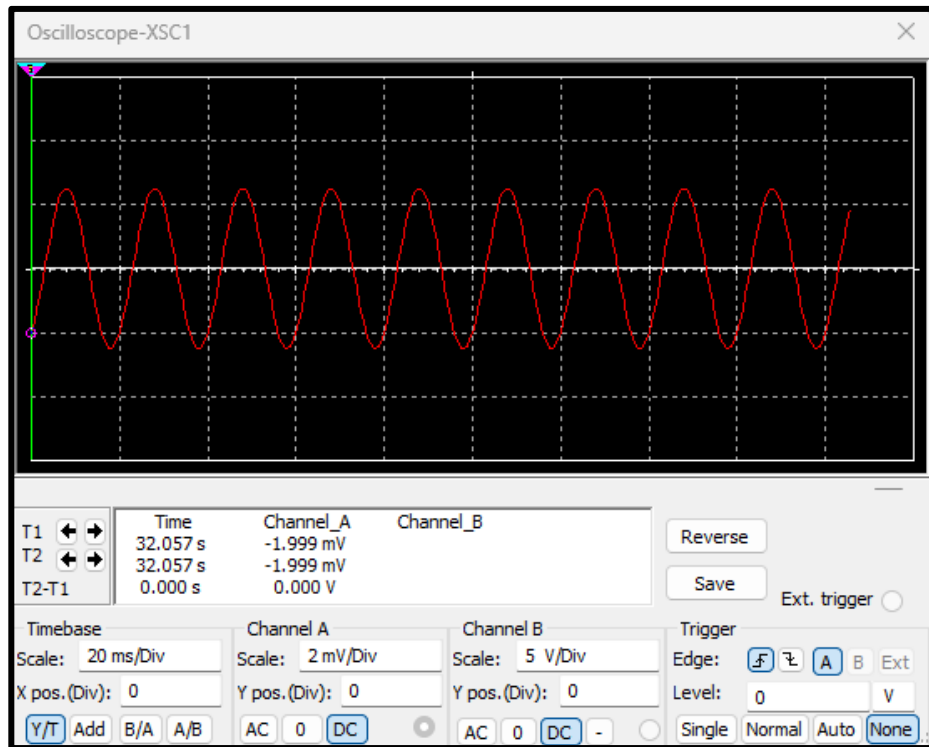 Oscilloscope-XSC1
Time Channel_A Channel_B
T1 32.057 s -1.999 mV
T2 32.057 s -1.999 mV
T2-T1 0.000 s 0.000 V
Reverse
Save
Ext. trigger
Timebase
Scale: 20 ms/Div
X pos.(Div): 0
Y/T Add B/A A/B
Channel A
Scale: 2 mV/Div
Y pos.(Div): 0
AC 0 DC
Channel B
Scale: 5 V/Div
Y pos.(Div): 0
AC 0 DC -
Trigger
Edge: A B Ext
Level: 0 V
Single Normal Auto None